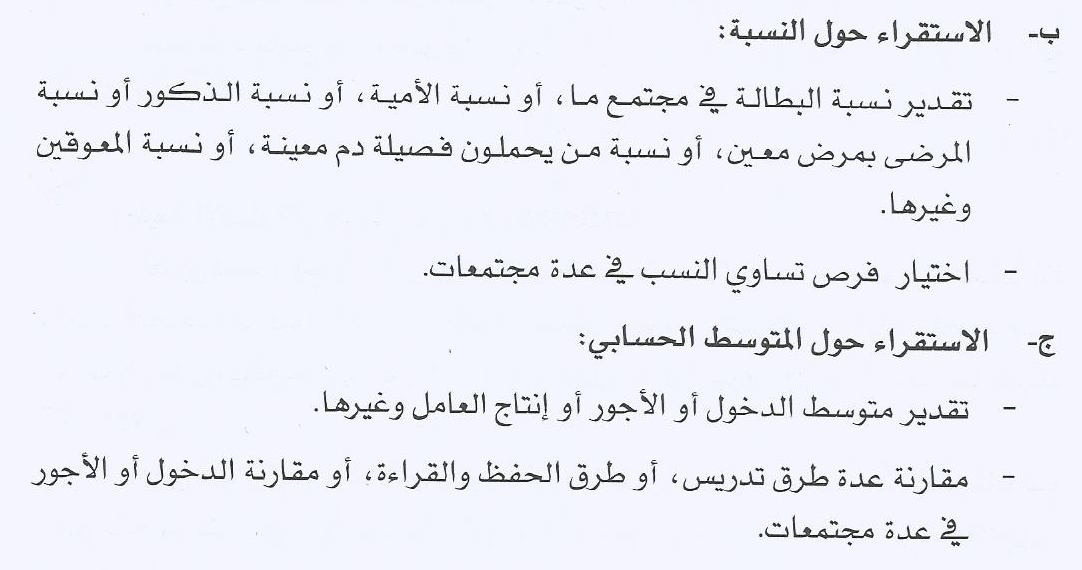 ب- الاستقراء حول النسبة:
- تقدير نسبة البطالة في مجتمع ما، أو نسبة الأمية، أو نسبة الذكور أو نسبة
المرضى بمرض معين، أو نسبة من يحملون فصيلة دم معينة، أو نسبة المعوقين
وغيرها.
- اختيار فرص تساوي النسب في عدة مجتمعات.
ج- الاستقراء حول المتوسط الحسابي:
- تقدير متوسط الدخول أو الأجور أو إنتاج العامل وغيرها.
- مقارنة عدة طرق تدريس، أو طرق الحفظ والقراءة، أو مقارنة الدخول أو الأجور
في عدة مجتمعات.